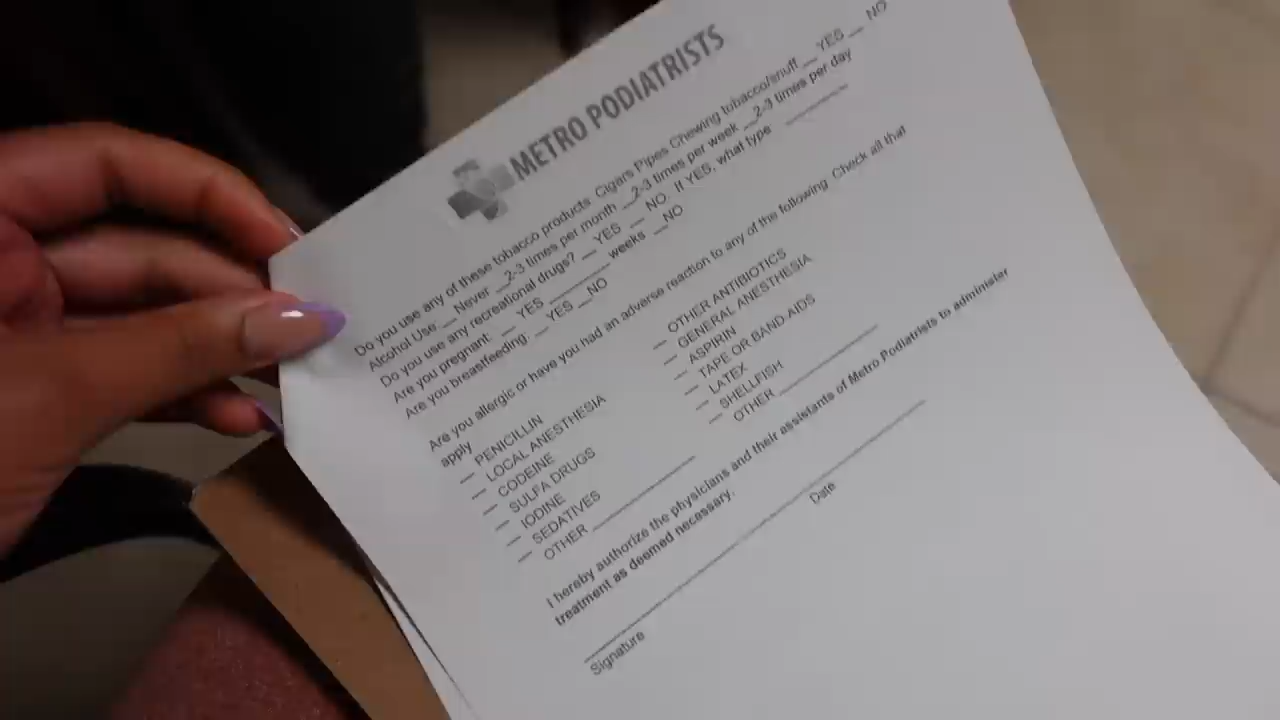 METRO PODIATRISTS
Do you use any of these tobacco products Cigars Pipes Chewing tobacco/snuff __ YES __ NO
Alcohol Use __ Never __2-3 times per month __2-3 times per week __2-3 times per day
Do you use any recreational drugs? __ YES __ NO. If YES, what type ________
Are you pregnant: __ YES ________ weeks __ NO
Are you breastfeeding: __ YES __ NO
Are you allergic or have you had an adverse reaction to any of the following. Check all that
apply
__ PENICILLIN
__ LOCAL ANESTHESIA
__ CODEINE
__ SULFA DRUGS
__ IODINE
__ SEDATIVES
__ OTHER ____________
__ OTHER ANTIBIOTICS
__ GENERAL ANESTHESIA
__ ASPIRIN
__ TAPE OR BAND-AIDS
__ LATEX
__ SHELLFISH
__ OTHER ____________
I hereby authorize the physicians and their assistants of Metro Podiatrists to administer
treatment as deemed necessary.
Signature Date